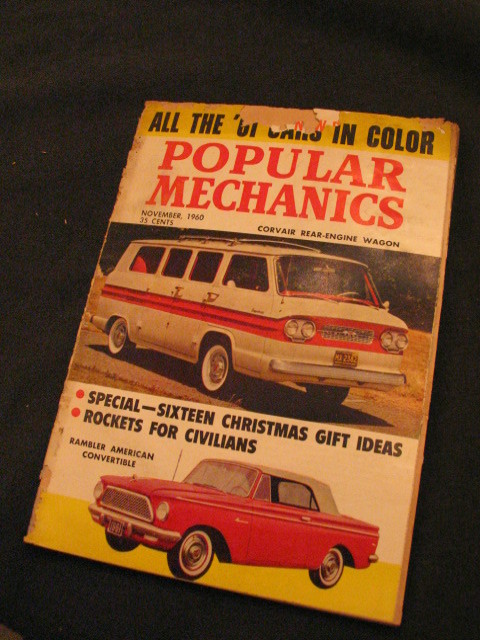 ALL THE '61 CARS IN COLOR
POPULAR
MECHANICS
NOVEMBER, 1960
35 CENTS
CORVAIR REAR-ENGINE WAGON
• SPECIAL—SIXTEEN CHRISTMAS GIFT IDEAS
• ROCKETS FOR CIVILIANS
RAMBLER AMERICAN
CONVERTIBLE